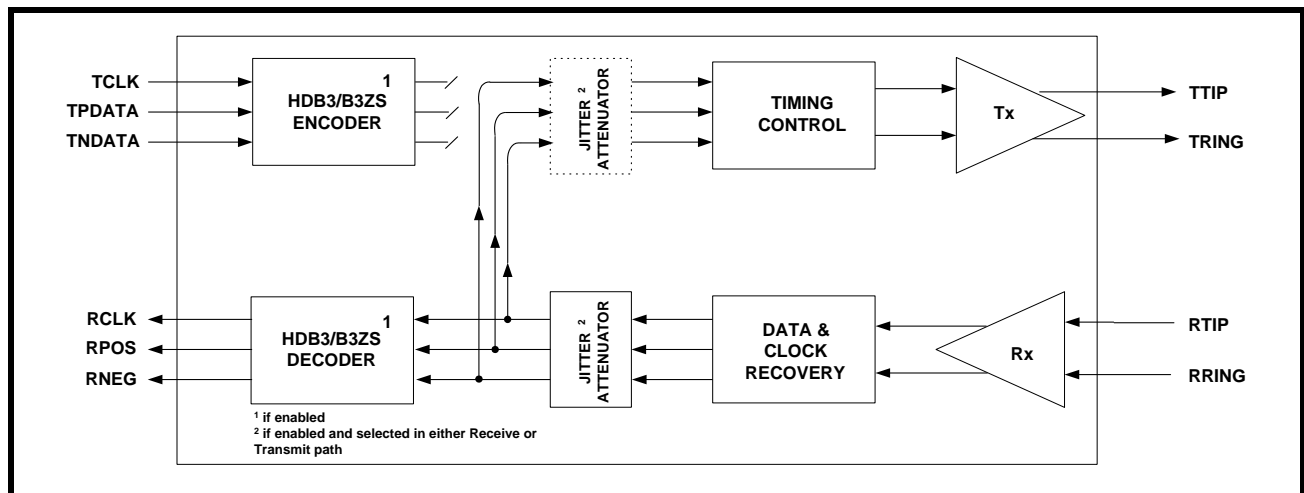 TCLK
TPDATA
TNDATA
HDB3/B3ZS 1
ENCODER
JITTER 2
ATTENUATOR
TIMING
CONTROL
Tx
TTIP
TRING
RCLK
RPOS
RNEG
HDB3/B3ZS 1
DECODER
JITTER 2
ATTENUATOR
DATA &
CLOCK
RECOVERY
Rx
RTIP
RRING
1 if enabled
2 if enabled and selected in either Receive or
Transmit path